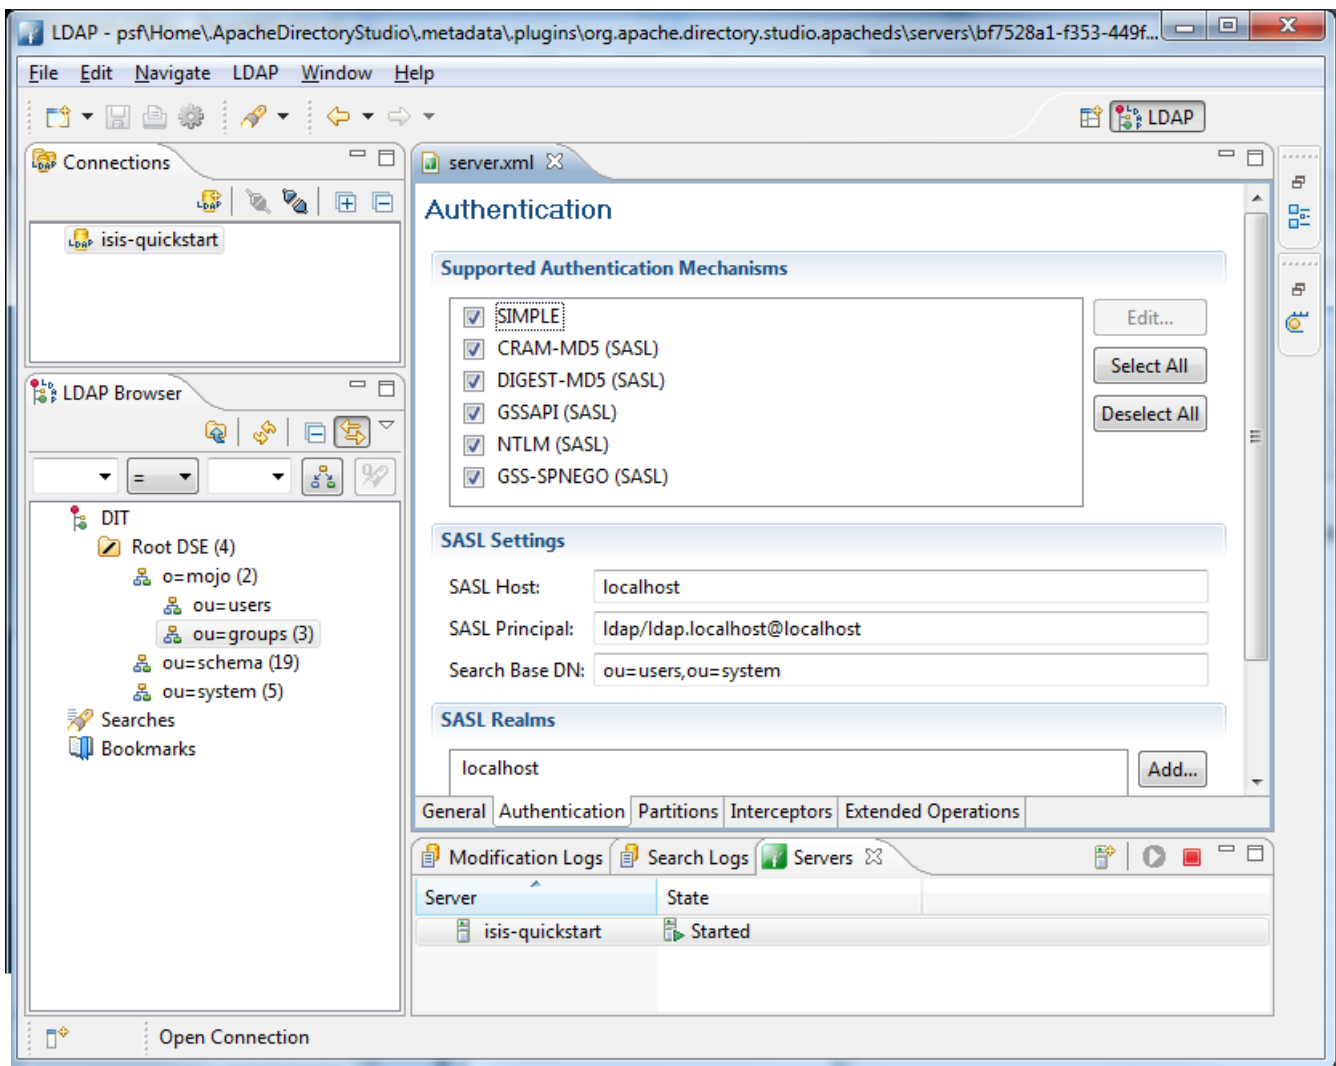 LDAP - psf\Home\.ApacheDirectoryStudio\.metadata\.plugins\org.apache.directory.studio.apacheds\servers\bf7528a1-f353-449f...
File Edit Navigate LDAP Window Help
LDAP
Connections
isis-quickstart
LDAP Browser
=
DIT
Root DSE (4)
o=mojo (2)
ou=users
ou=groups (3)
ou=schema (19)
ou=system (5)
Searches
Bookmarks
server.xml
Authentication
Supported Authentication Mechanisms
SIMPLE
CRAM-MD5 (SASL)
DIGEST-MD5 (SASL)
GSSAPI (SASL)
NTLM (SASL)
GSS-SPNEGO (SASL)
Edit...
Select All
Deselect All
SASL Settings
SASL Host: localhost
SASL Principal: ldap/ldap.localhost@localhost
Search Base DN: ou=users,ou=system
SASL Realms
localhost
Add...
General Authentication Partitions Interceptors Extended Operations
Modification Logs Search Logs Servers
Server State
isis-quickstart Started
Open Connection